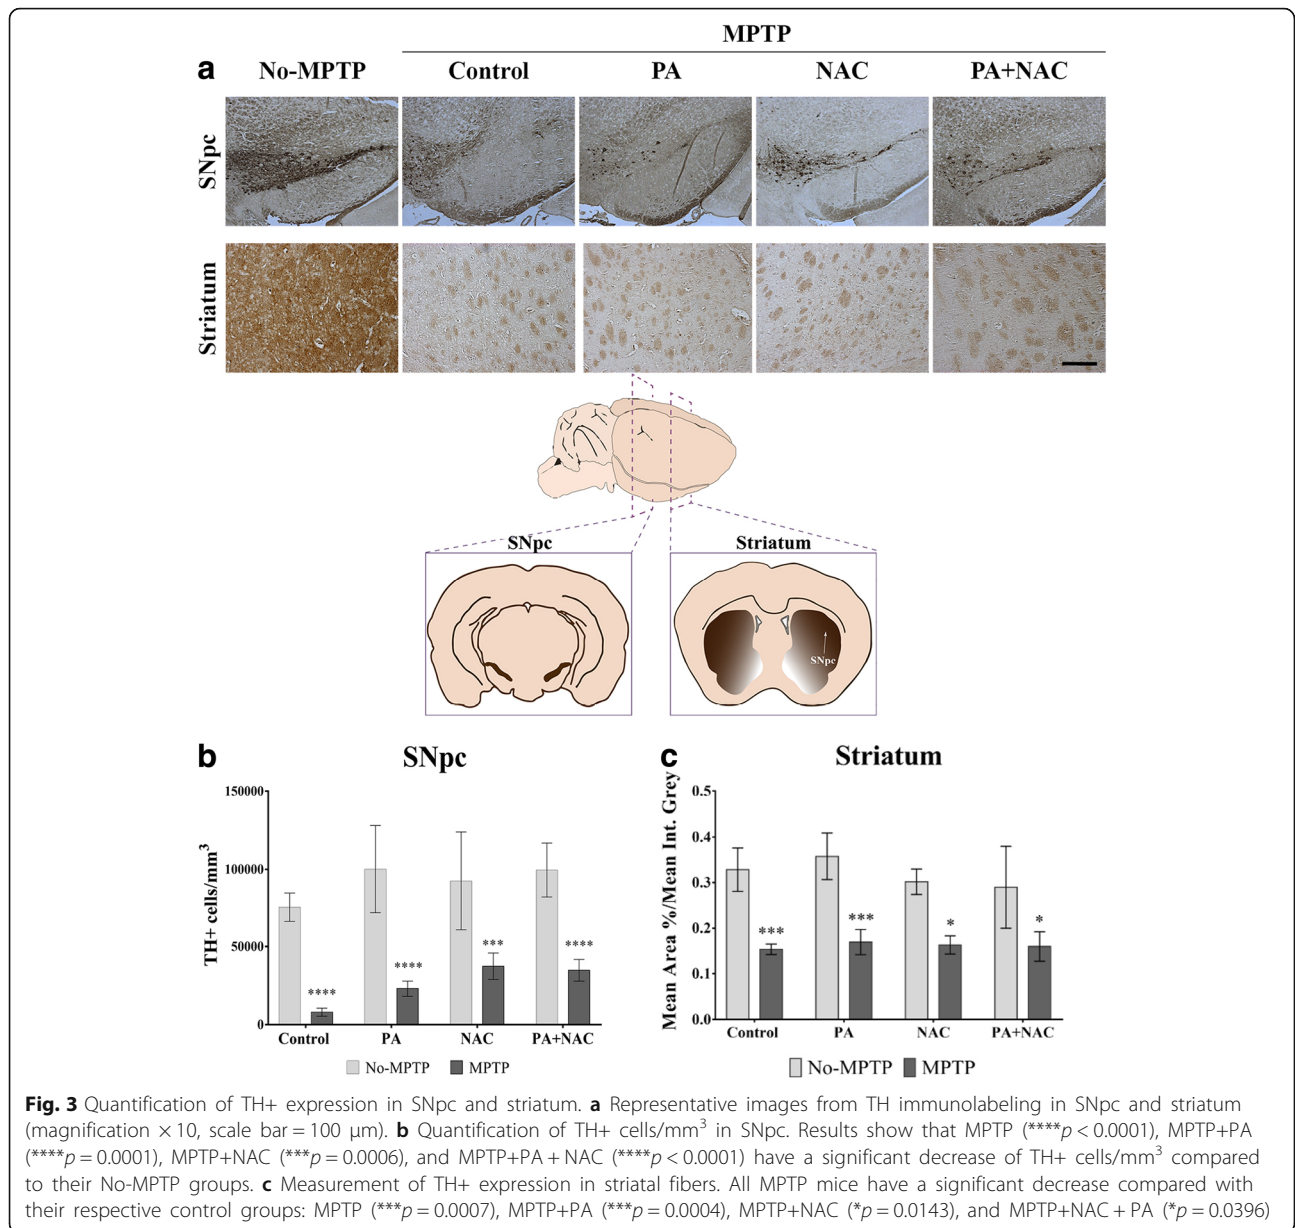 MPTP
a No-MPTP Control PA NAC PA+NAC
SNpc
Striatum
SNpc
Striatum
SNpc
b SNpc
TH+ cells/mm³
150000
100000
50000
0
****
****
***
****
Control PA NAC PA+NAC
No-MPTP MPTP
c Striatum
Mean Area %/Mean Int. Grey
0.5
0.4
0.3
0.2
0.1
0.0
***
***
*
*
Control PA NAC PA+NAC
No-MPTP MPTP
Fig. 3 Quantification of TH+ expression in SNpc and striatum. a Representative images from TH immunolabeling in SNpc and striatum
(magnification × 10, scale bar = 100 μm). b Quantification of TH+ cells/mm³ in SNpc. Results show that MPTP (****p < 0.0001), MPTP+PA
(****p = 0.0001), MPTP+NAC (***p = 0.0006), and MPTP+PA + NAC (****p < 0.0001) have a significant decrease of TH+ cells/mm³ compared
to their No-MPTP groups. c Measurement of TH+ expression in striatal fibers. All MPTP mice have a significant decrease compared with
their respective control groups: MPTP (***p = 0.0007), MPTP+PA (***p = 0.0004), MPTP+NAC (*p = 0.0143), and MPTP+NAC + PA (*p = 0.0396)